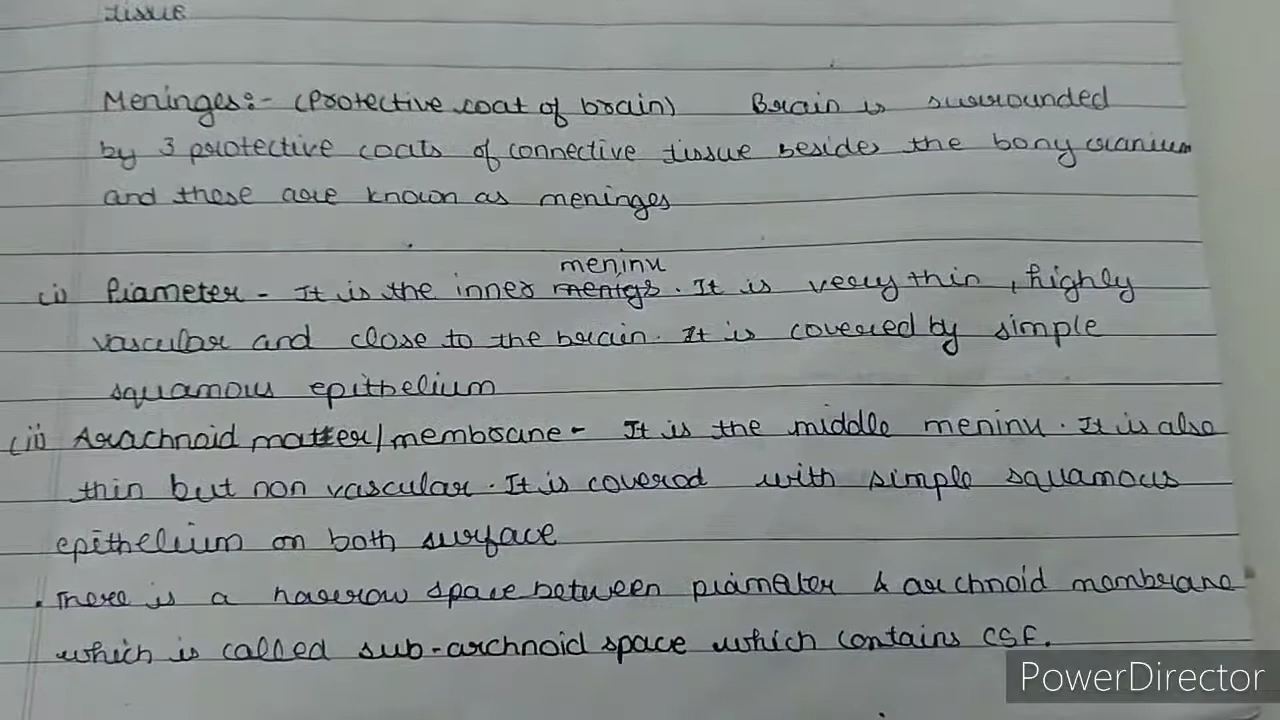 tissue
Meninges:- (Protective coat of brain) Brain is surrounded
by 3 protective coats of connective tissue besides the bony cranium
and these are known as meninges
meninx
(i) Piameter - It is the inner menigs. It is very thin, highly
vascular and close to the brain. It is covered by simple
squamous epithelium
(ii) Arachnoid matter/membrane - It is the middle meninx. It is also
thin but non vascular. It is covered with simple squamous
epithelium on both surface
. There is a narrow space between piameter & archnoid membrane
which is called sub-archnoid space which contains CSF.
PowerDirector